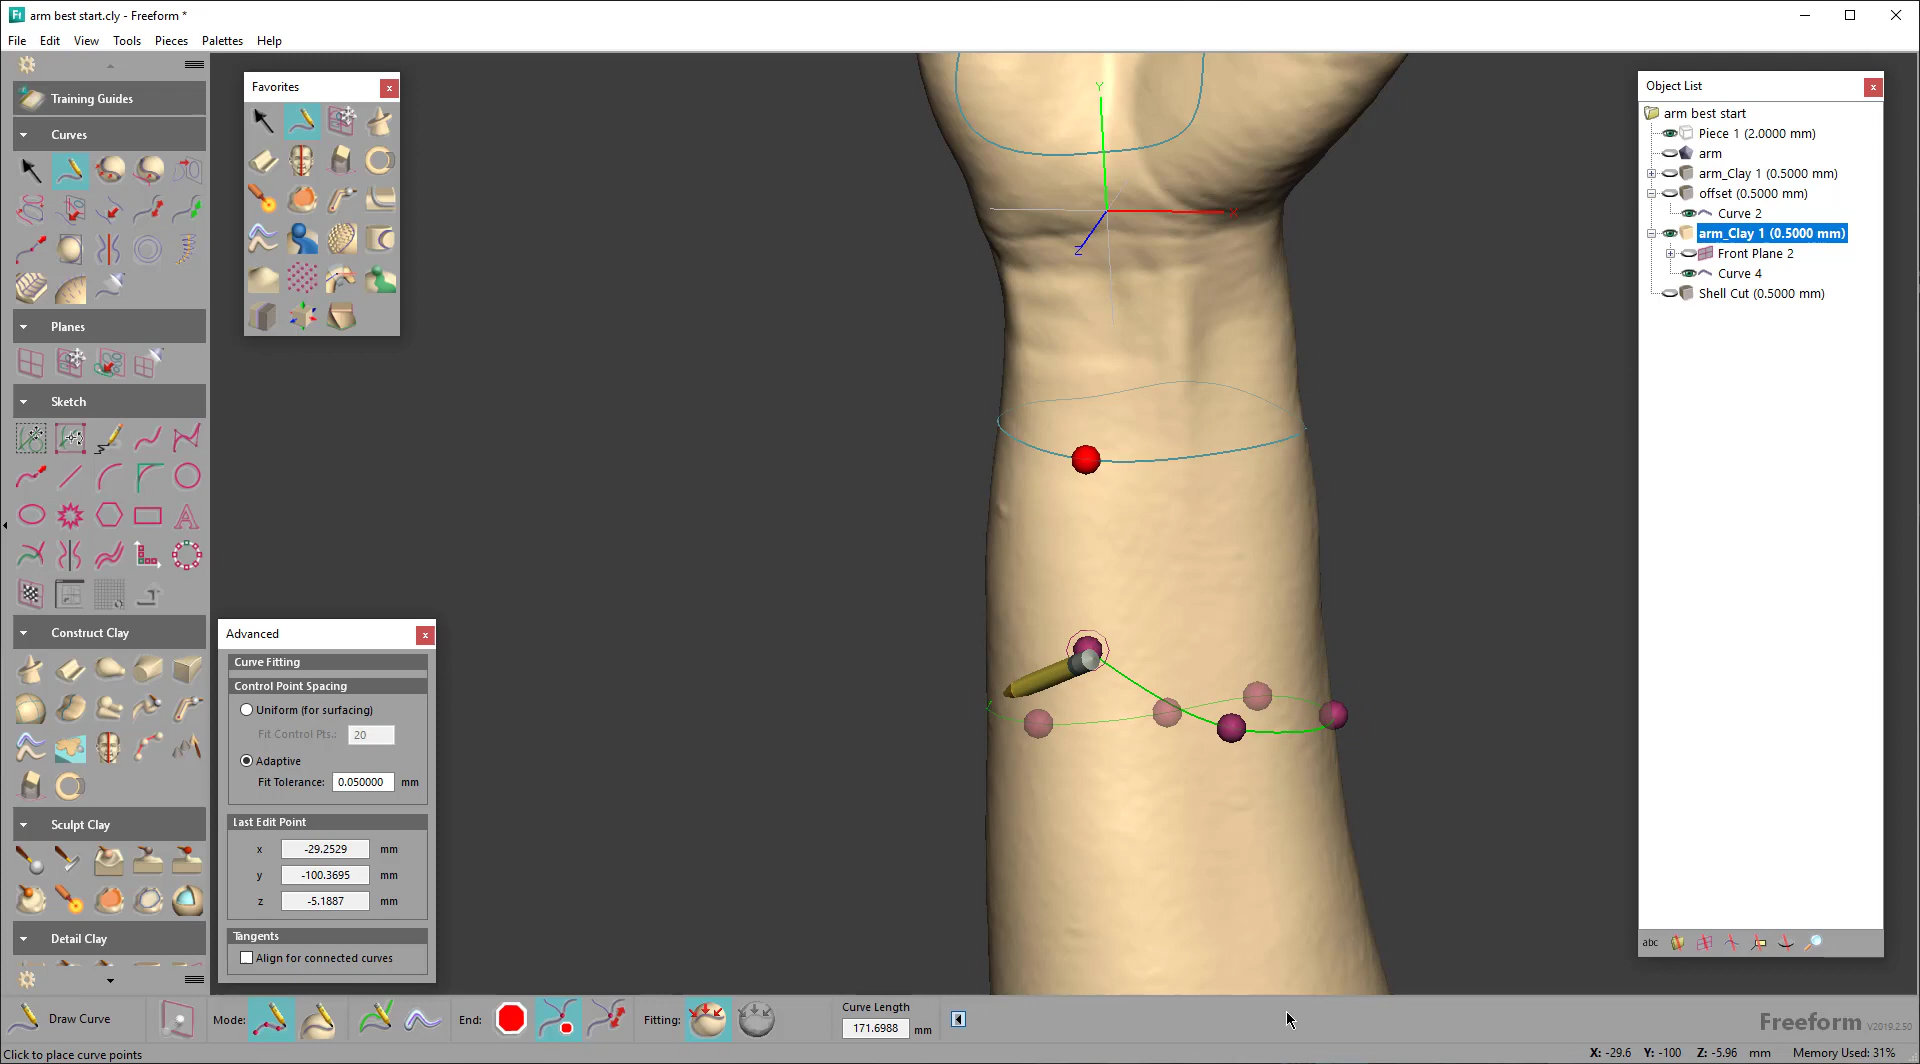 arm best start.cly - Freeform *
File Edit View Tools Pieces Palettes Help
Training Guides
Curves
Planes
Sketch
Construct Clay
Sculpt Clay
Detail Clay
Favorites
x
Advanced
x
Curve Fitting
Control Point Spacing
Uniform (for surfacing)
Fit Control Pts.: 20
Adaptive
Fit Tolerance: 0.050000 mm
Last Edit Point
x -29.2529 mm
y -100.3695 mm
z -5.1887 mm
Tangents
Align for connected curves
Y
X
Z
Object List
x
arm best start
Piece 1 (2.0000 mm)
arm
arm_Clay 1 (0.5000 mm)
offset (0.5000 mm)
Curve 2
arm_Clay 1 (0.5000 mm)
Front Plane 2
Curve 4
Shell Cut (0.5000 mm)
abc
Draw Curve
Mode:
End:
Fitting:
Curve Length
171.6988 mm
Freeform V2019.2.50
Click to place curve points
X: -29.6 Y: -100 Z: -5.96 mm Memory Used: 31%